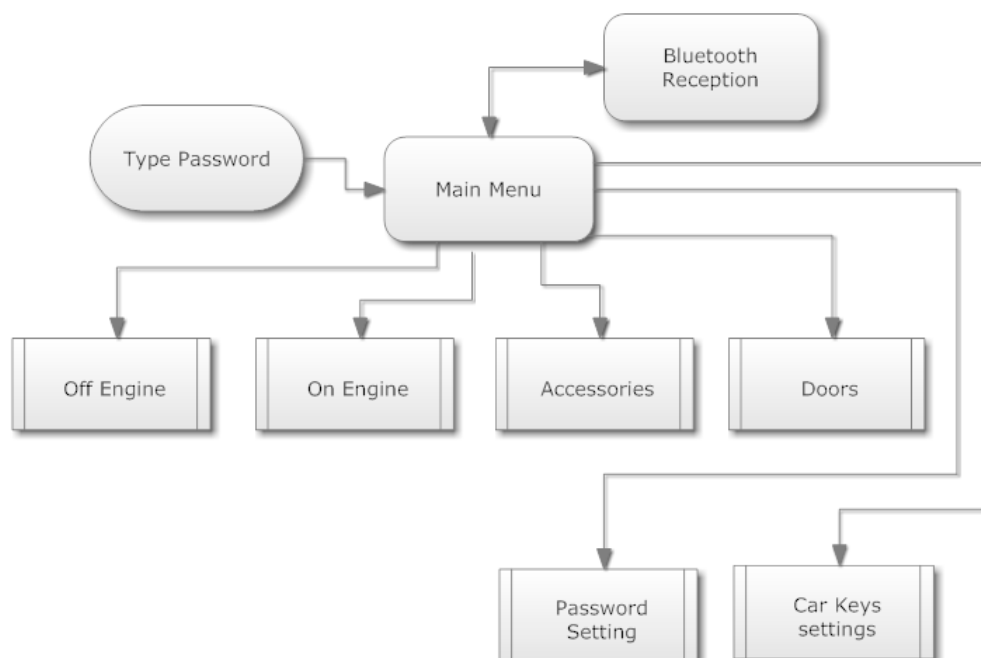 Bluetooth
Reception
Type Password
Main Menu
Off Engine
On Engine
Accessories
Doors
Password
Setting
Car Keys
settings